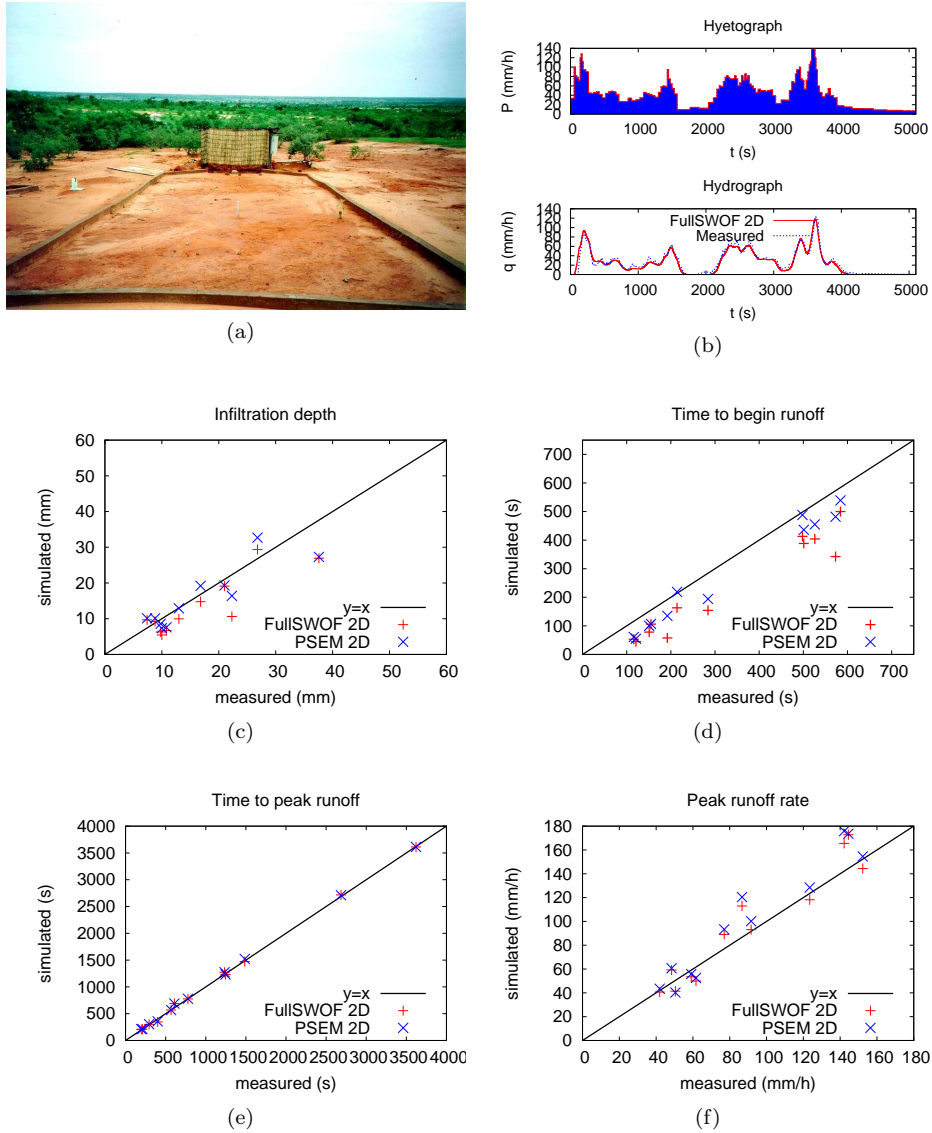 Hyetograph
140
120
100
80
60
40
20
0
P (mm/h)
0 1000 2000 3000 4000 5000
t (s)
Hydrograph
140
120
100
80
60
40
20
0
q (mm/h)
FullSWOF 2D
Measured
0 1000 2000 3000 4000 5000
t (s)
(a)
(b)
Infiltration depth
60
50
40
30
20
10
0
simulated (mm)
y=x
FullSWOF 2D
PSEM 2D
0 10 20 30 40 50 60
measured (mm)
(c)
Time to begin runoff
700
600
500
400
300
200
100
0
simulated (s)
y=x
FullSWOF 2D
PSEM 2D
0 100 200 300 400 500 600 700
measured (s)
(d)
Time to peak runoff
4000
3500
3000
2500
2000
1500
1000
500
0
simulated (s)
y=x
FullSWOF 2D
PSEM 2D
0 500 1000 1500 2000 2500 3000 3500 4000
measured (s)
(e)
Peak runoff rate
180
160
140
120
100
80
60
40
20
0
simulated (mm/h)
y=x
FullSWOF 2D
PSEM 2D
0 20 40 60 80 100 120 140 160 180
measured (mm/h)
(f)